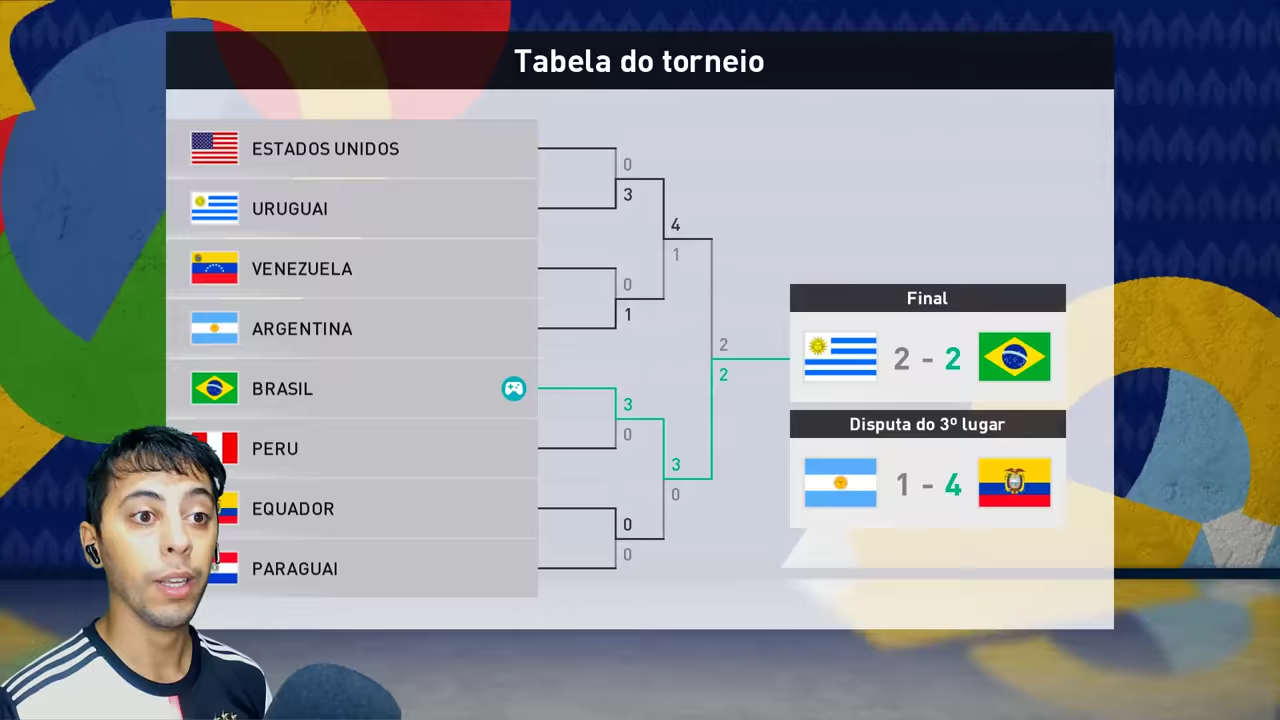 Tabela do torneio
ESTADOS UNIDOS
0
3
URUGUAI
4
1
VENEZUELA
0
1
ARGENTINA
BRASIL
3
0
PERU
3
0
EQUADOR
0
0
PARAGUAI
2
2
Final
2 - 2
Disputa do 3º lugar
1 - 4